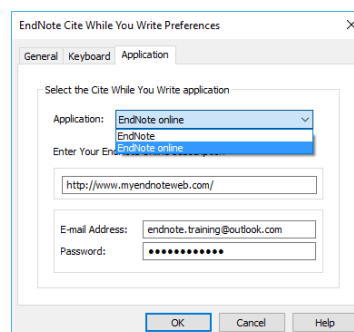 EndNote Cite While You Write Preferences
General Keyboard Application
Select the Cite While You Write application
Application: EndNote online
EndNote
EndNote online
Enter Your
http://www.myendnoteweb.com/
E-mail Address: endnote.training@outlook.com
Password: ●●●●●●●●●●●●
OK Cancel Help